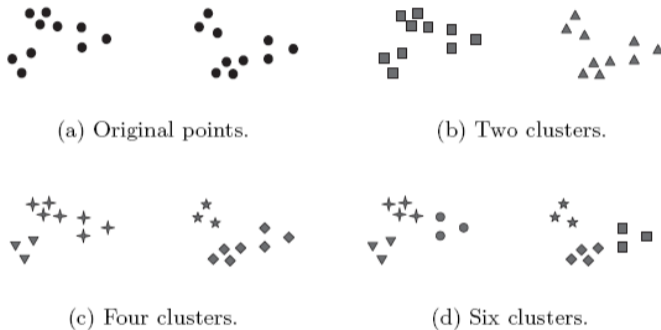 (a) Original points.
(b) Two clusters.
(c) Four clusters.
(d) Six clusters.